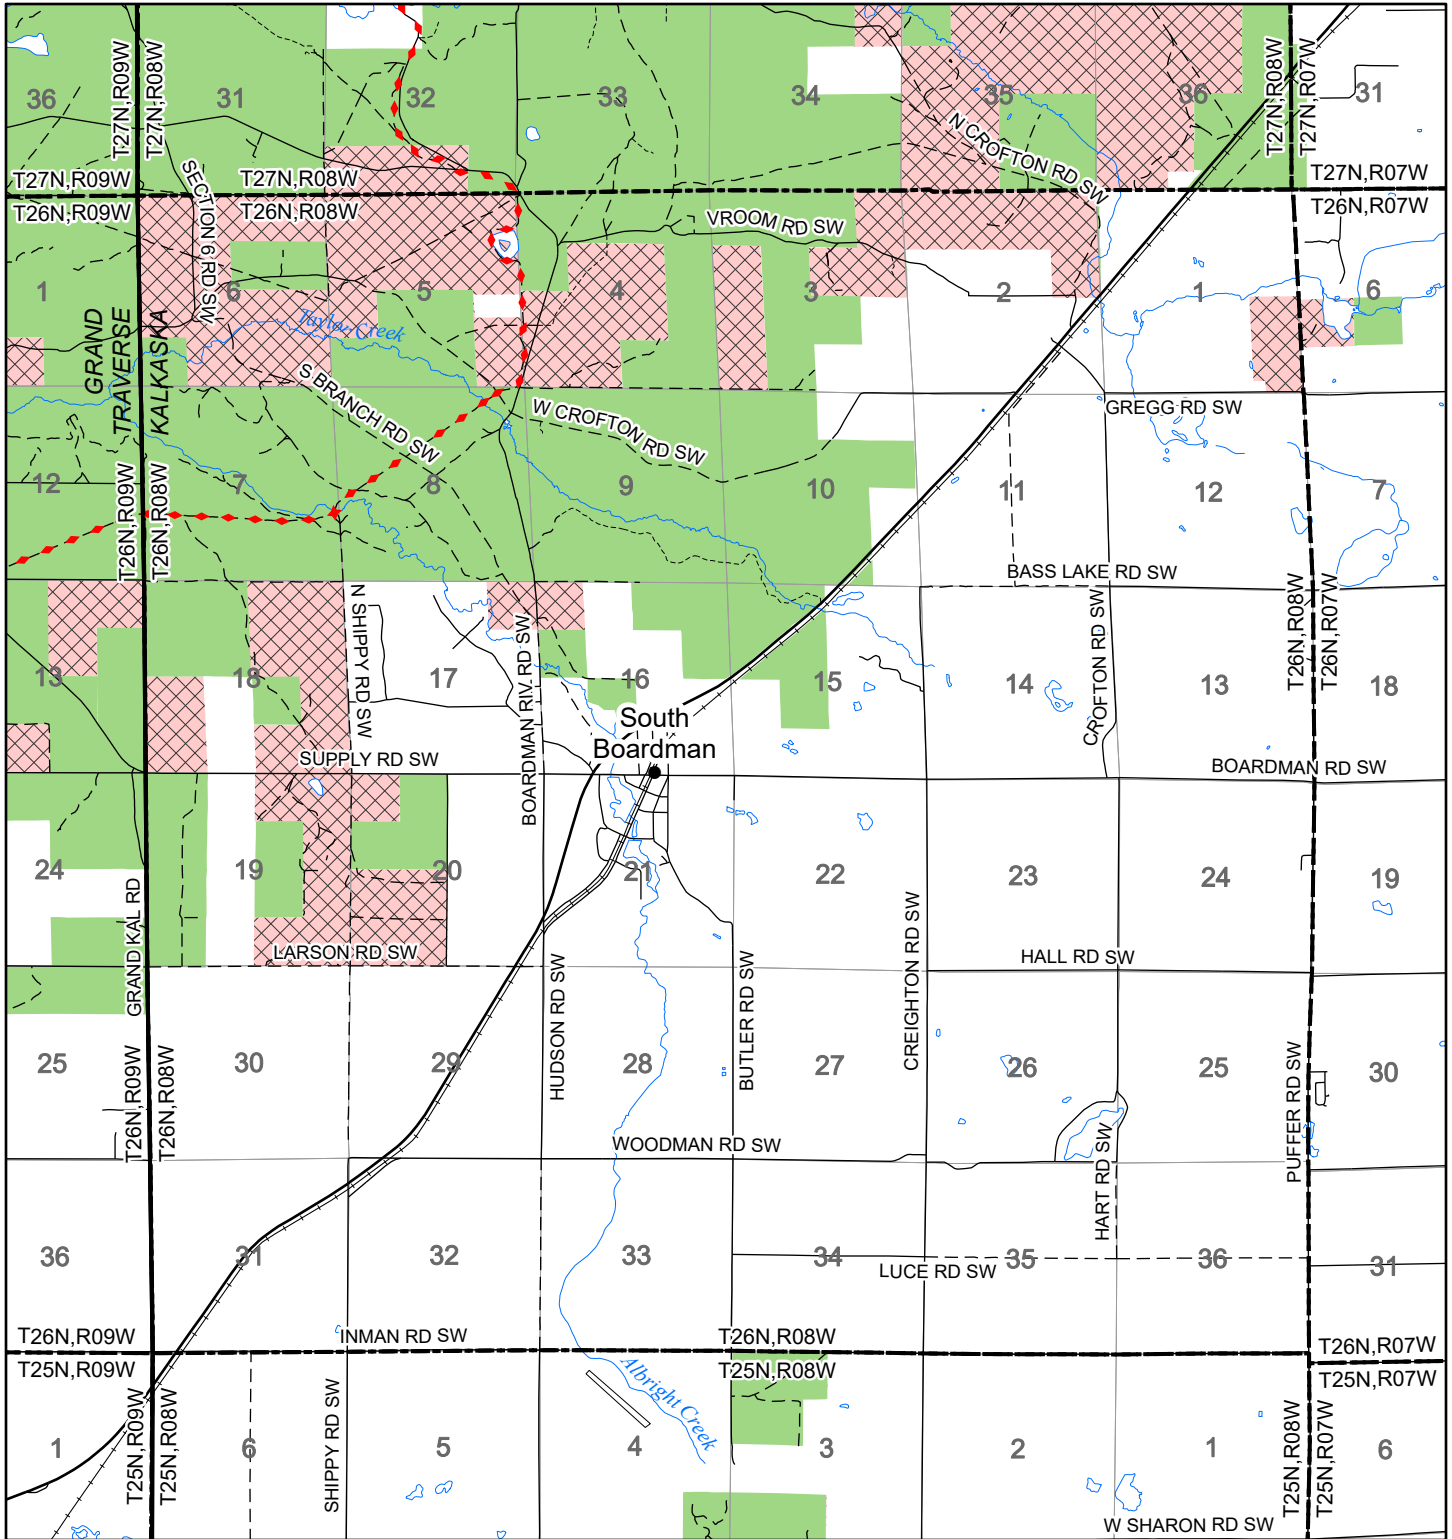 36
31
32
33
34
35
36
31
T27N,R09W
T27N,R08W
T27N,R08W
T27N,R07W
N CROFTON RD SW
T27N,R09W
T27N,R08W
T27N,R07W
T26N,R09W
T26N,R08W
T26N,R07W
SECTION 6 RD SW
VROOM RD SW
1
6
5
4
3
2
1
6
Taylor Creek
GRAND
TRAVERSE
KALKASKA
S BRANCH RD SW
W CROFTON RD SW
GREGG RD SW
12
7
8
9
10
11
12
7
T26N,R09W
T26N,R08W
BASS LAKE RD SW
T26N,R08W
T26N,R07W
N SHIPPY RD SW
BOARDMAN RIV. RD SW
CROFTON RD SW
13
18
17
16
15
14
13
18
South
Boardman
SUPPLY RD SW
BOARDMAN RD SW
24
19
20
21
22
23
24
19
GRAND KAL RD
CREIGHTON RD SW
LARSON RD SW
HALL RD SW
HUDSON RD SW
BUTLER RD SW
25
30
29
28
27
26
25
30
T26N,R09W
T26N,R08W
PUFFER RD SW
WOODMAN RD SW
HART RD SW
36
31
32
33
34
35
36
31
LUCE RD SW
T26N,R09W
INMAN RD SW
T26N,R08W
T26N,R07W
T25N,R09W
T25N,R08W
T25N,R07W
Albright Creek
SHIPPY RD SW
T25N,R09W
T25N,R08W
T25N,R08W
T25N,R07W
1
6
5
4
3
2
1
6
W SHARON RD SW